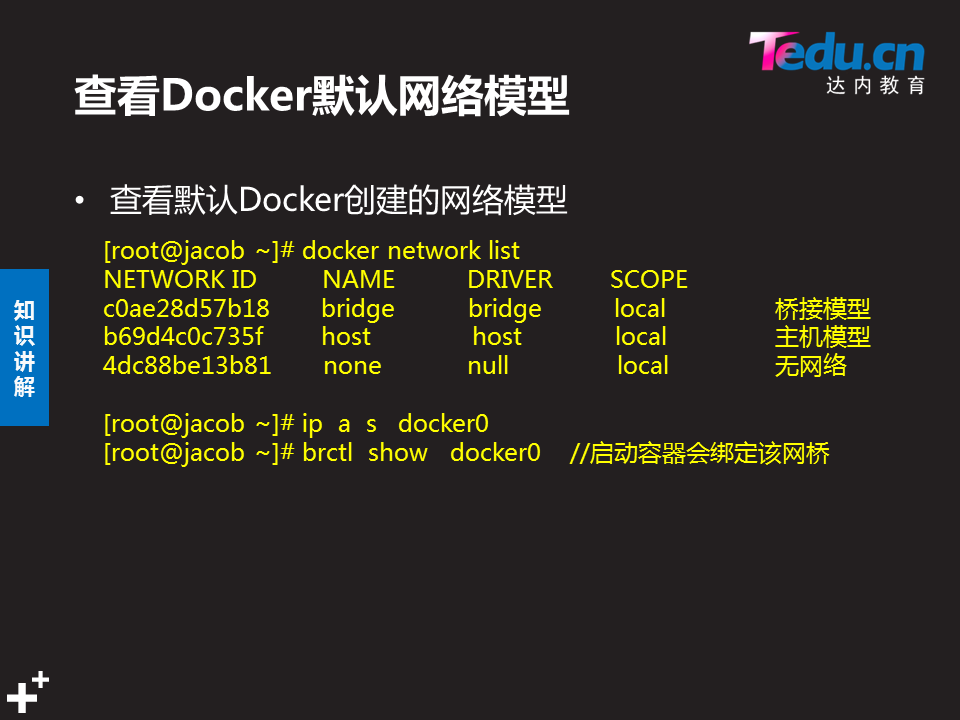 Tedu.cn
达内教育
查看Docker默认网络模型
• 查看默认Docker创建的网络模型
[root@jacob ~]# docker network list
NETWORK ID NAME DRIVER SCOPE
c0ae28d57b18 bridge bridge local 桥接模型
b69d4c0c735f host host local 主机模型
4dc88be13b81 none null local 无网络
[root@jacob ~]# ip a s docker0
[root@jacob ~]# brctl show docker0 //启动容器会绑定该网桥
知
识
讲
解